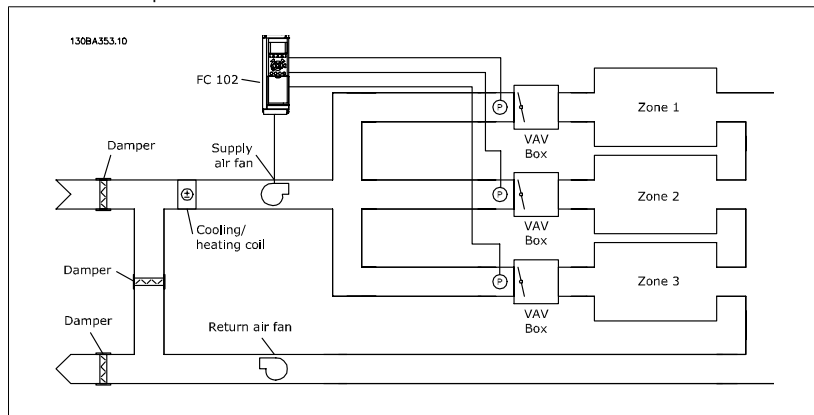 130BA353.10
FC 102
P
VAV
Box
Zone 1
Damper
Supply
air fan
P
VAV
Box
Zone 2
Cooling/
heating coil
Damper
P
VAV
Box
Zone 3
Damper
Return air fan